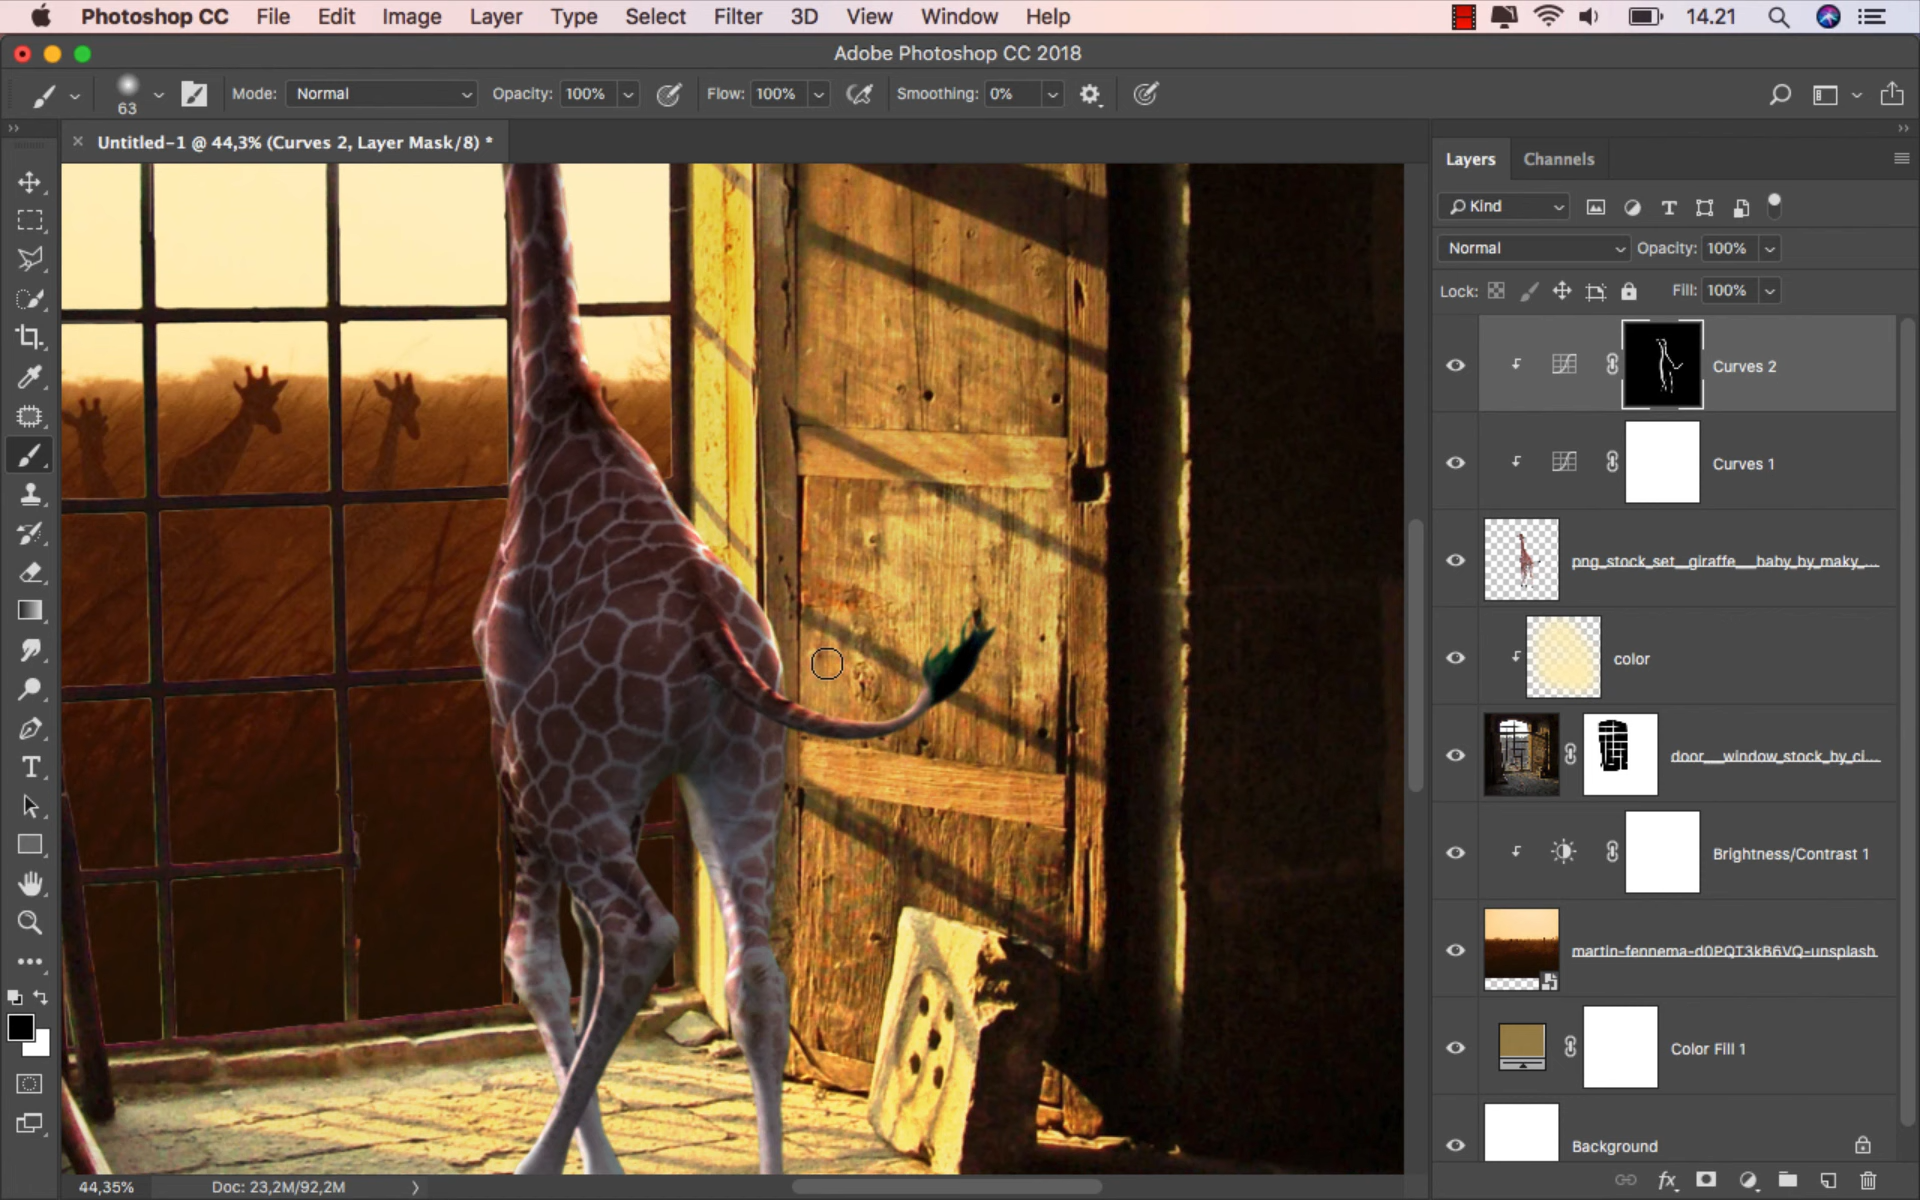 Photoshop CC File Edit Image Layer Type Select Filter 3D View Window Help 14.21
Adobe Photoshop CC 2018
63 Mode: Normal Opacity: 100% Flow: 100% Smoothing: 0%
Untitled-1 @ 44,3% (Curves 2, Layer Mask/8) *
Layers Channels
Kind
Normal Opacity: 100%
Lock: Fill: 100%
Curves 2
Curves 1
png_stock_set__giraffe___baby_by_maky_...
color
door___window_stock_by_ci...
Brightness/Contrast 1
martin-fennema-d0PQT3kB6VQ-unsplash
Color Fill 1
Background
44,35% Doc: 23,2M/92,2M